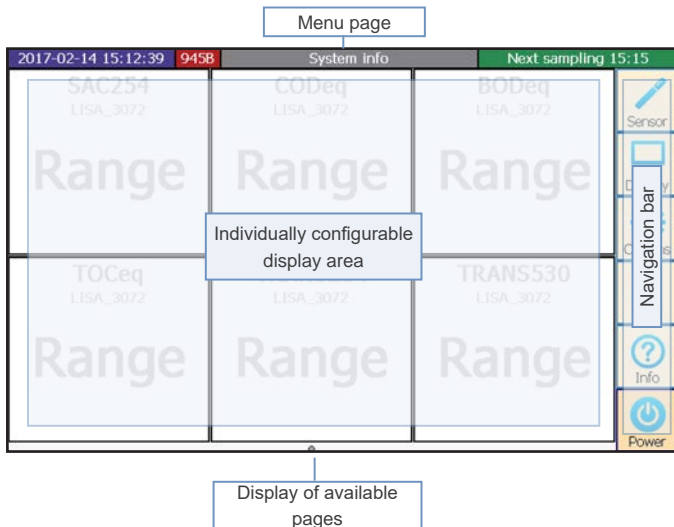 Menu page
2017-02-14 15:12:39 945B System info Next sampling 15:15
SAC254 CODeq BODeq
LISA_3072 LISA_3072 LISA_3072
Sensor
Range Range Range
Individually configurable
display area
Navigation bar
TOCeq TRANS530
LISA_3072 LISA_3072 LISA_3072
Range Range Range
Info
Power
Display of available
pages